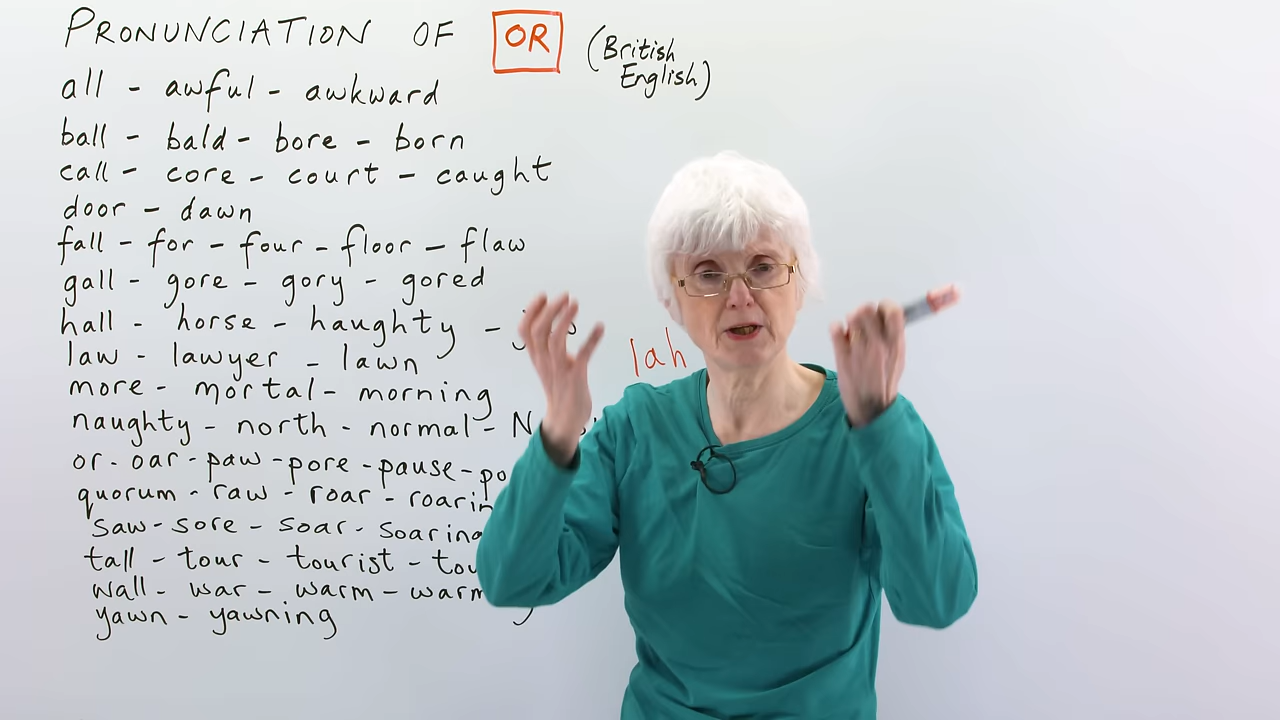 PRONUNCIATION OF OR (British English)
all - awful - awkward
ball - bald - bore - born
call - core - court - caught
door - dawn
fall - for - four - floor - flaw
gall - gore - gory - gored
hall - horse - haughty -
law - lawyer - lawn
lah
more - mortal - morning
naughty - north - normal -
or - oar - paw - pore - pause -
quorum - raw - roar -
saw - sore - soar -
tall - tour - tourist -
wall - war - warm -
yawn - yawning